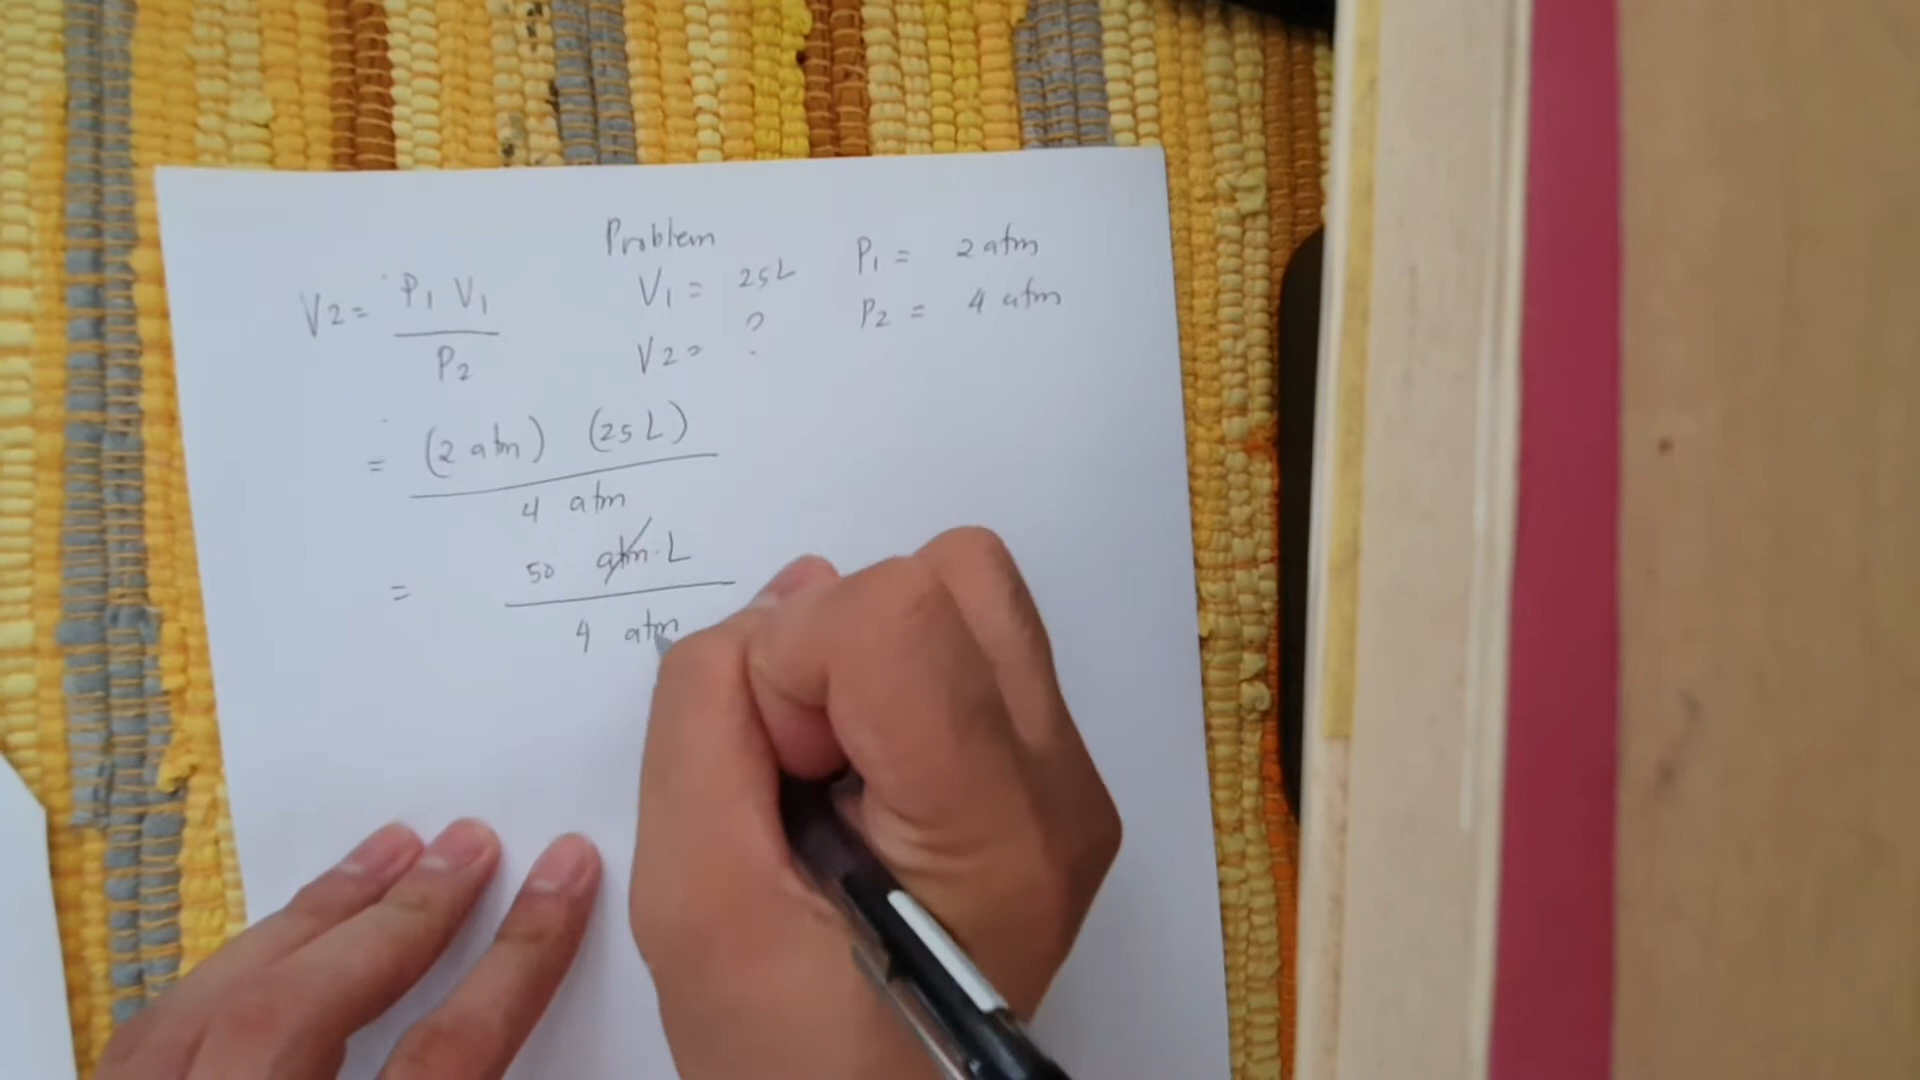 Problem
V2 = P1 V1 / P2
V1 = 25L P1 = 2 atm
V2 = ? P2 = 4 atm
= (2 atm) (25 L)
4 atm
= 50 atm·L
4 atm